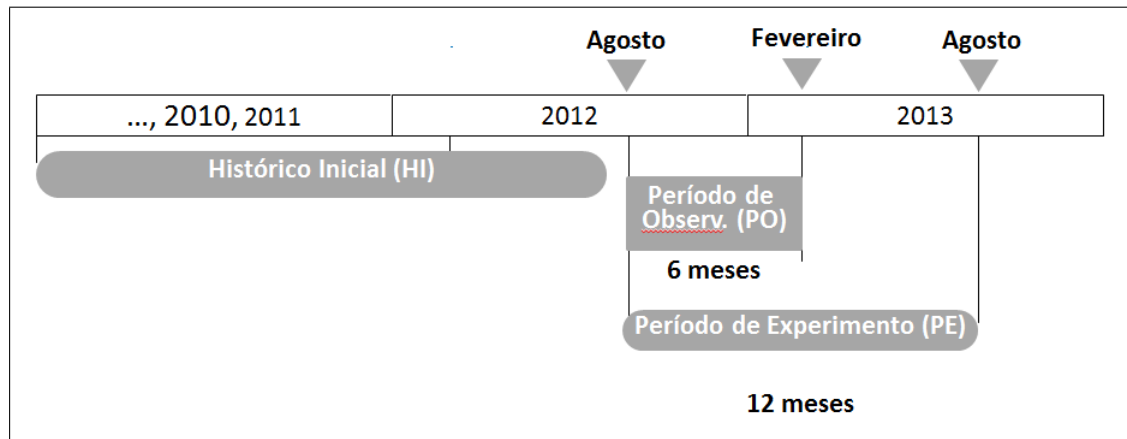 Agosto
Fevereiro
Agosto
..., 2010, 2011
2012
2013
Histórico Inicial (HI)
Período de
Observ. (PO)
6 meses
Período de Experimento (PE)
12 meses